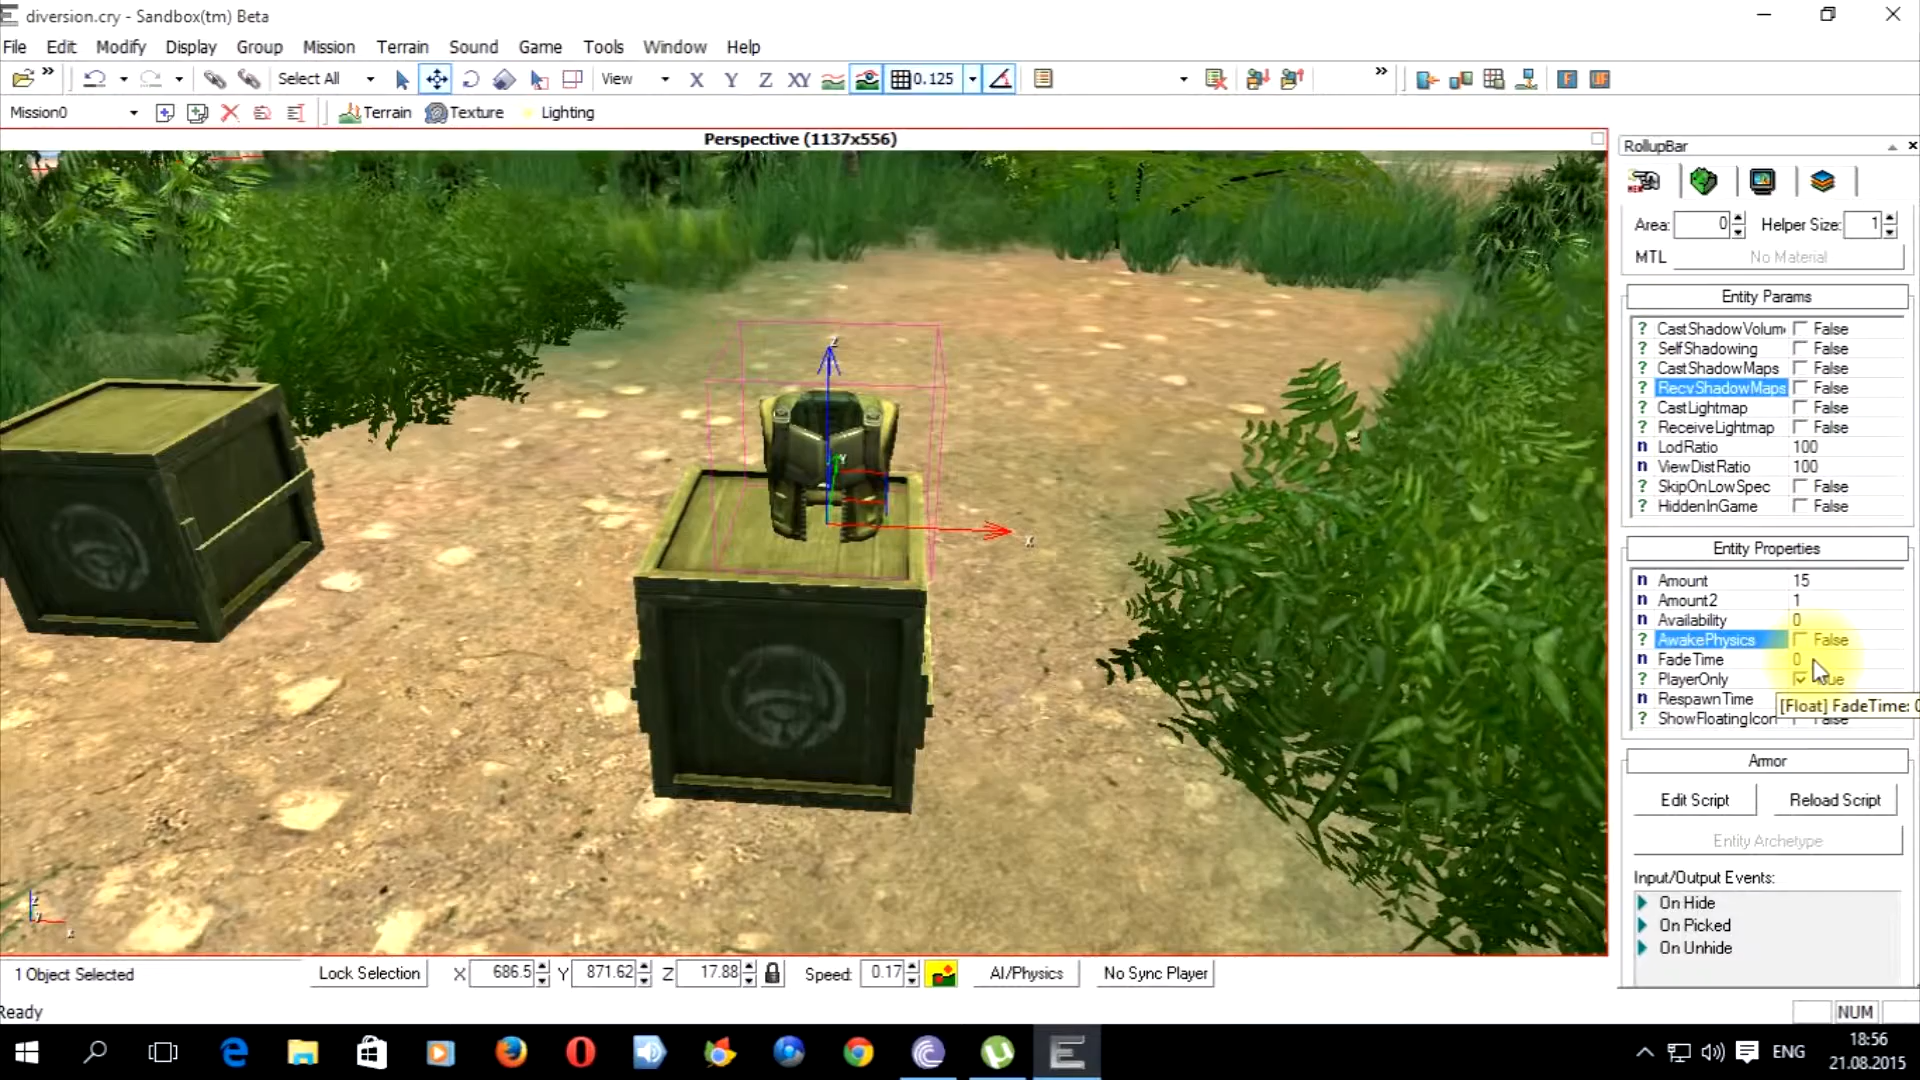 diversion.cry - Sandbox(tm) Beta
File Edit Modify Display Group Mission Terrain Sound Game Tools Window Help
Select All View X Y Z XY 0.125
Mission0 Terrain Texture Lighting
Perspective (1137x556)
RollupBar
Area: 0 Helper Size: 1
MTL No Material
Entity Params
? CastShadowVolum False
? SelfShadowing False
? CastShadowMaps False
? RecvShadowMaps False
? CastLightmap False
? ReceiveLightmap False
n LodRatio 100
n ViewDistRatio 100
? SkipOnLowSpec False
? HiddenInGame False
Entity Properties
n Amount 15
n Amount2 1
n Availability 0
? AwakePhysics False
n FadeTime 0
? PlayerOnly
n RespawnTime
[Float] FadeTime: 0
? ShowFloatingIcon False
Armor
Edit Script Reload Script
Entity Archetype
Input/Output Events:
On Hide
On Picked
On Unhide
z
Y
x
z
y
x
1 Object Selected Lock Selection X 686.5 Y 871.62 Z 17.88 Speed: 0.17 AI/Physics No Sync Player
Ready NUM
ENG 18:56
21.08.2015